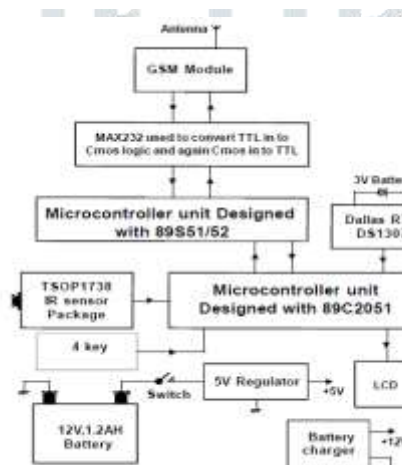 Antenna
GSM Module
MAX232 used to convert TTL in to
Cmos logic and again Cmos in to TTL
3V Batte
Microcontroller unit Designed
with 89S51/52
Dallas R
DS130
TSOP1738
IR sensor
Package
Microcontroller unit
Designed with 89C2051
4 key
Switch
5V Regulator
+5V
LCD
12V.1.2AH
Battery
Battery
charger
+12